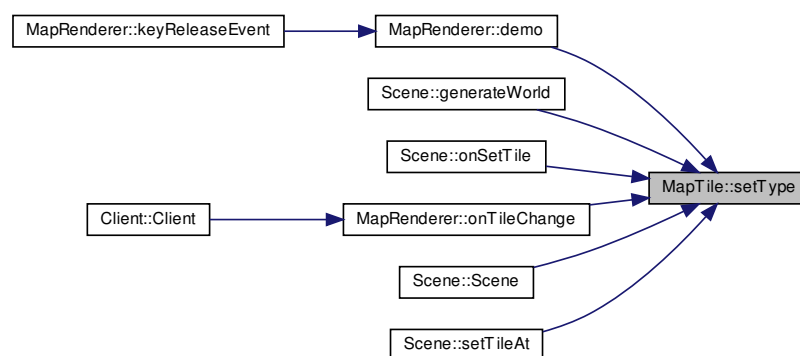 MapRenderer::keyReleaseEvent
MapRenderer::demo
Scene::generateWorld
Scene::onSetTile
MapTile::setType
Client::Client
MapRenderer::onTileChange
Scene::Scene
Scene::setTileAt